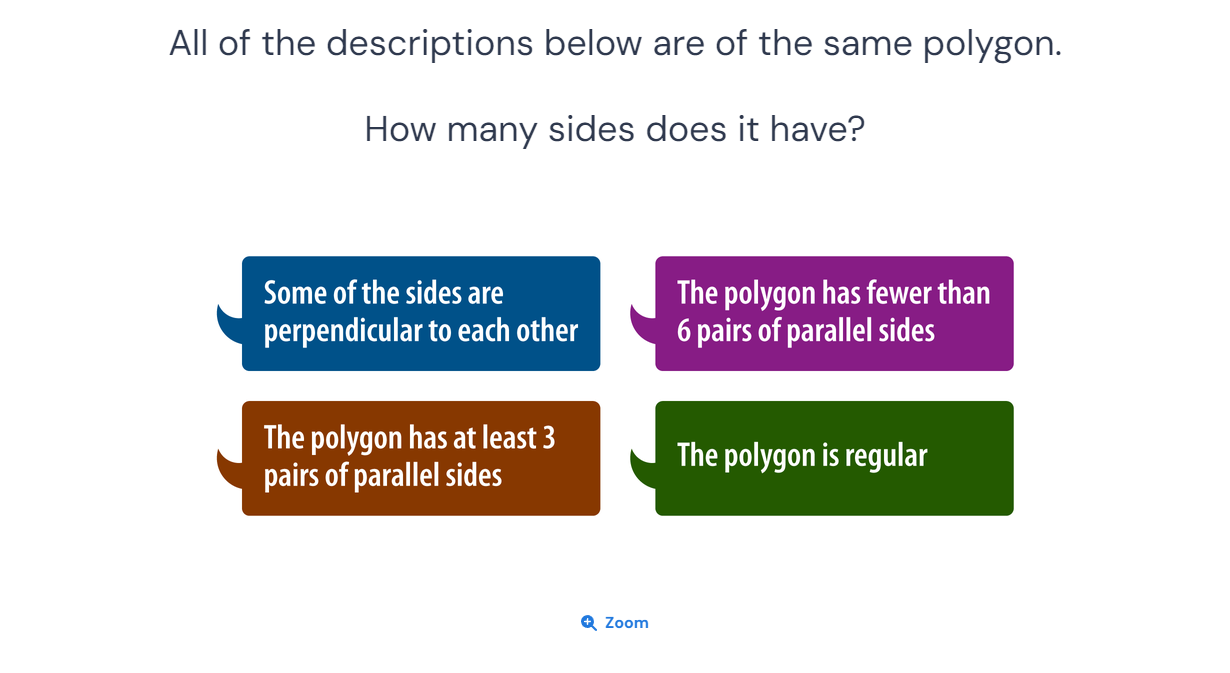 All of the descriptions below are of the same polygon.
How many sides does it have?
Some of the sides are
perpendicular to each other
The polygon has fewer than
6 pairs of parallel sides
The polygon has at least 3
pairs of parallel sides
The polygon is regular
Zoom